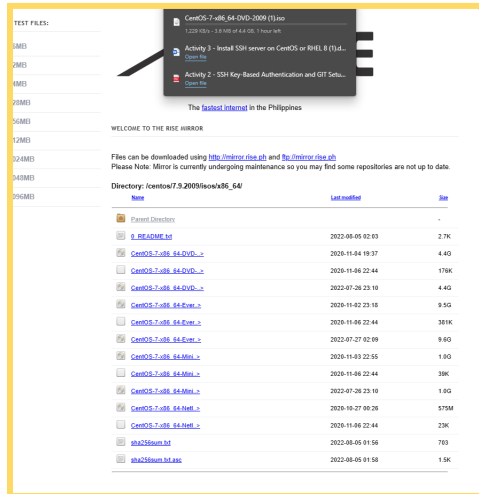 TEST FILES:
CentOS-7-x86_64-DVD-2009 (1).iso
1,229 KB/s - 3.8 MB of 4.4 GB, 1 hour left
Activity 3 - Install SSH server on CentOS or RHEL 8 (1).d...
Open file
Activity 2 - SSH Key-Based Authentication and GIT Setu...
Open file
The fastest internet in the Philippines
WELCOME TO THE RISE MIRROR
Files can be downloaded using http://mirror.rise.ph and ftp://mirror.rise.ph
Please Note: Mirror is currently undergoing maintenance so you may find some repositories are not up to date.
Directory: /centos/7.9.2009/isos/x86_64/
Name Last modified Size
Parent Directory -
0_README.txt 2022-08-05 02:03 2.7K
CentOS-7-x86_64-DVD-..> 2020-11-04 19:37 4.4G
CentOS-7-x86_64-DVD-..> 2020-11-06 22:44 176K
CentOS-7-x86_64-DVD-..> 2022-07-26 23:10 4.4G
CentOS-7-x86_64-Ever..> 2020-11-02 23:18 9.5G
CentOS-7-x86_64-Ever..> 2020-11-06 22:44 381K
CentOS-7-x86_64-Ever..> 2022-07-27 02:09 9.6G
CentOS-7-x86_64-Mini..> 2020-11-03 22:55 1.0G
CentOS-7-x86_64-Mini..> 2020-11-06 22:44 39K
CentOS-7-x86_64-Mini..> 2022-07-26 23:10 1.0G
CentOS-7-x86_64-NetI..> 2020-10-27 00:26 575M
CentOS-7-x86_64-NetI..> 2020-11-06 22:44 23K
sha256sum.txt 2022-08-05 01:56 703
sha256sum.txt.asc 2022-08-05 01:58 1.5K